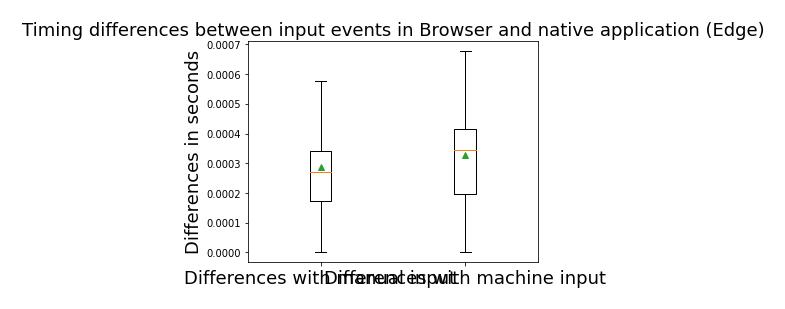 Timing differences between input events in Browser and native application (Edge)
0.0007
0.0006
0.0005
0.0004
0.0003
0.0002
0.0001
0.0000
Differences in seconds
Differences with manual input
Differences with machine input